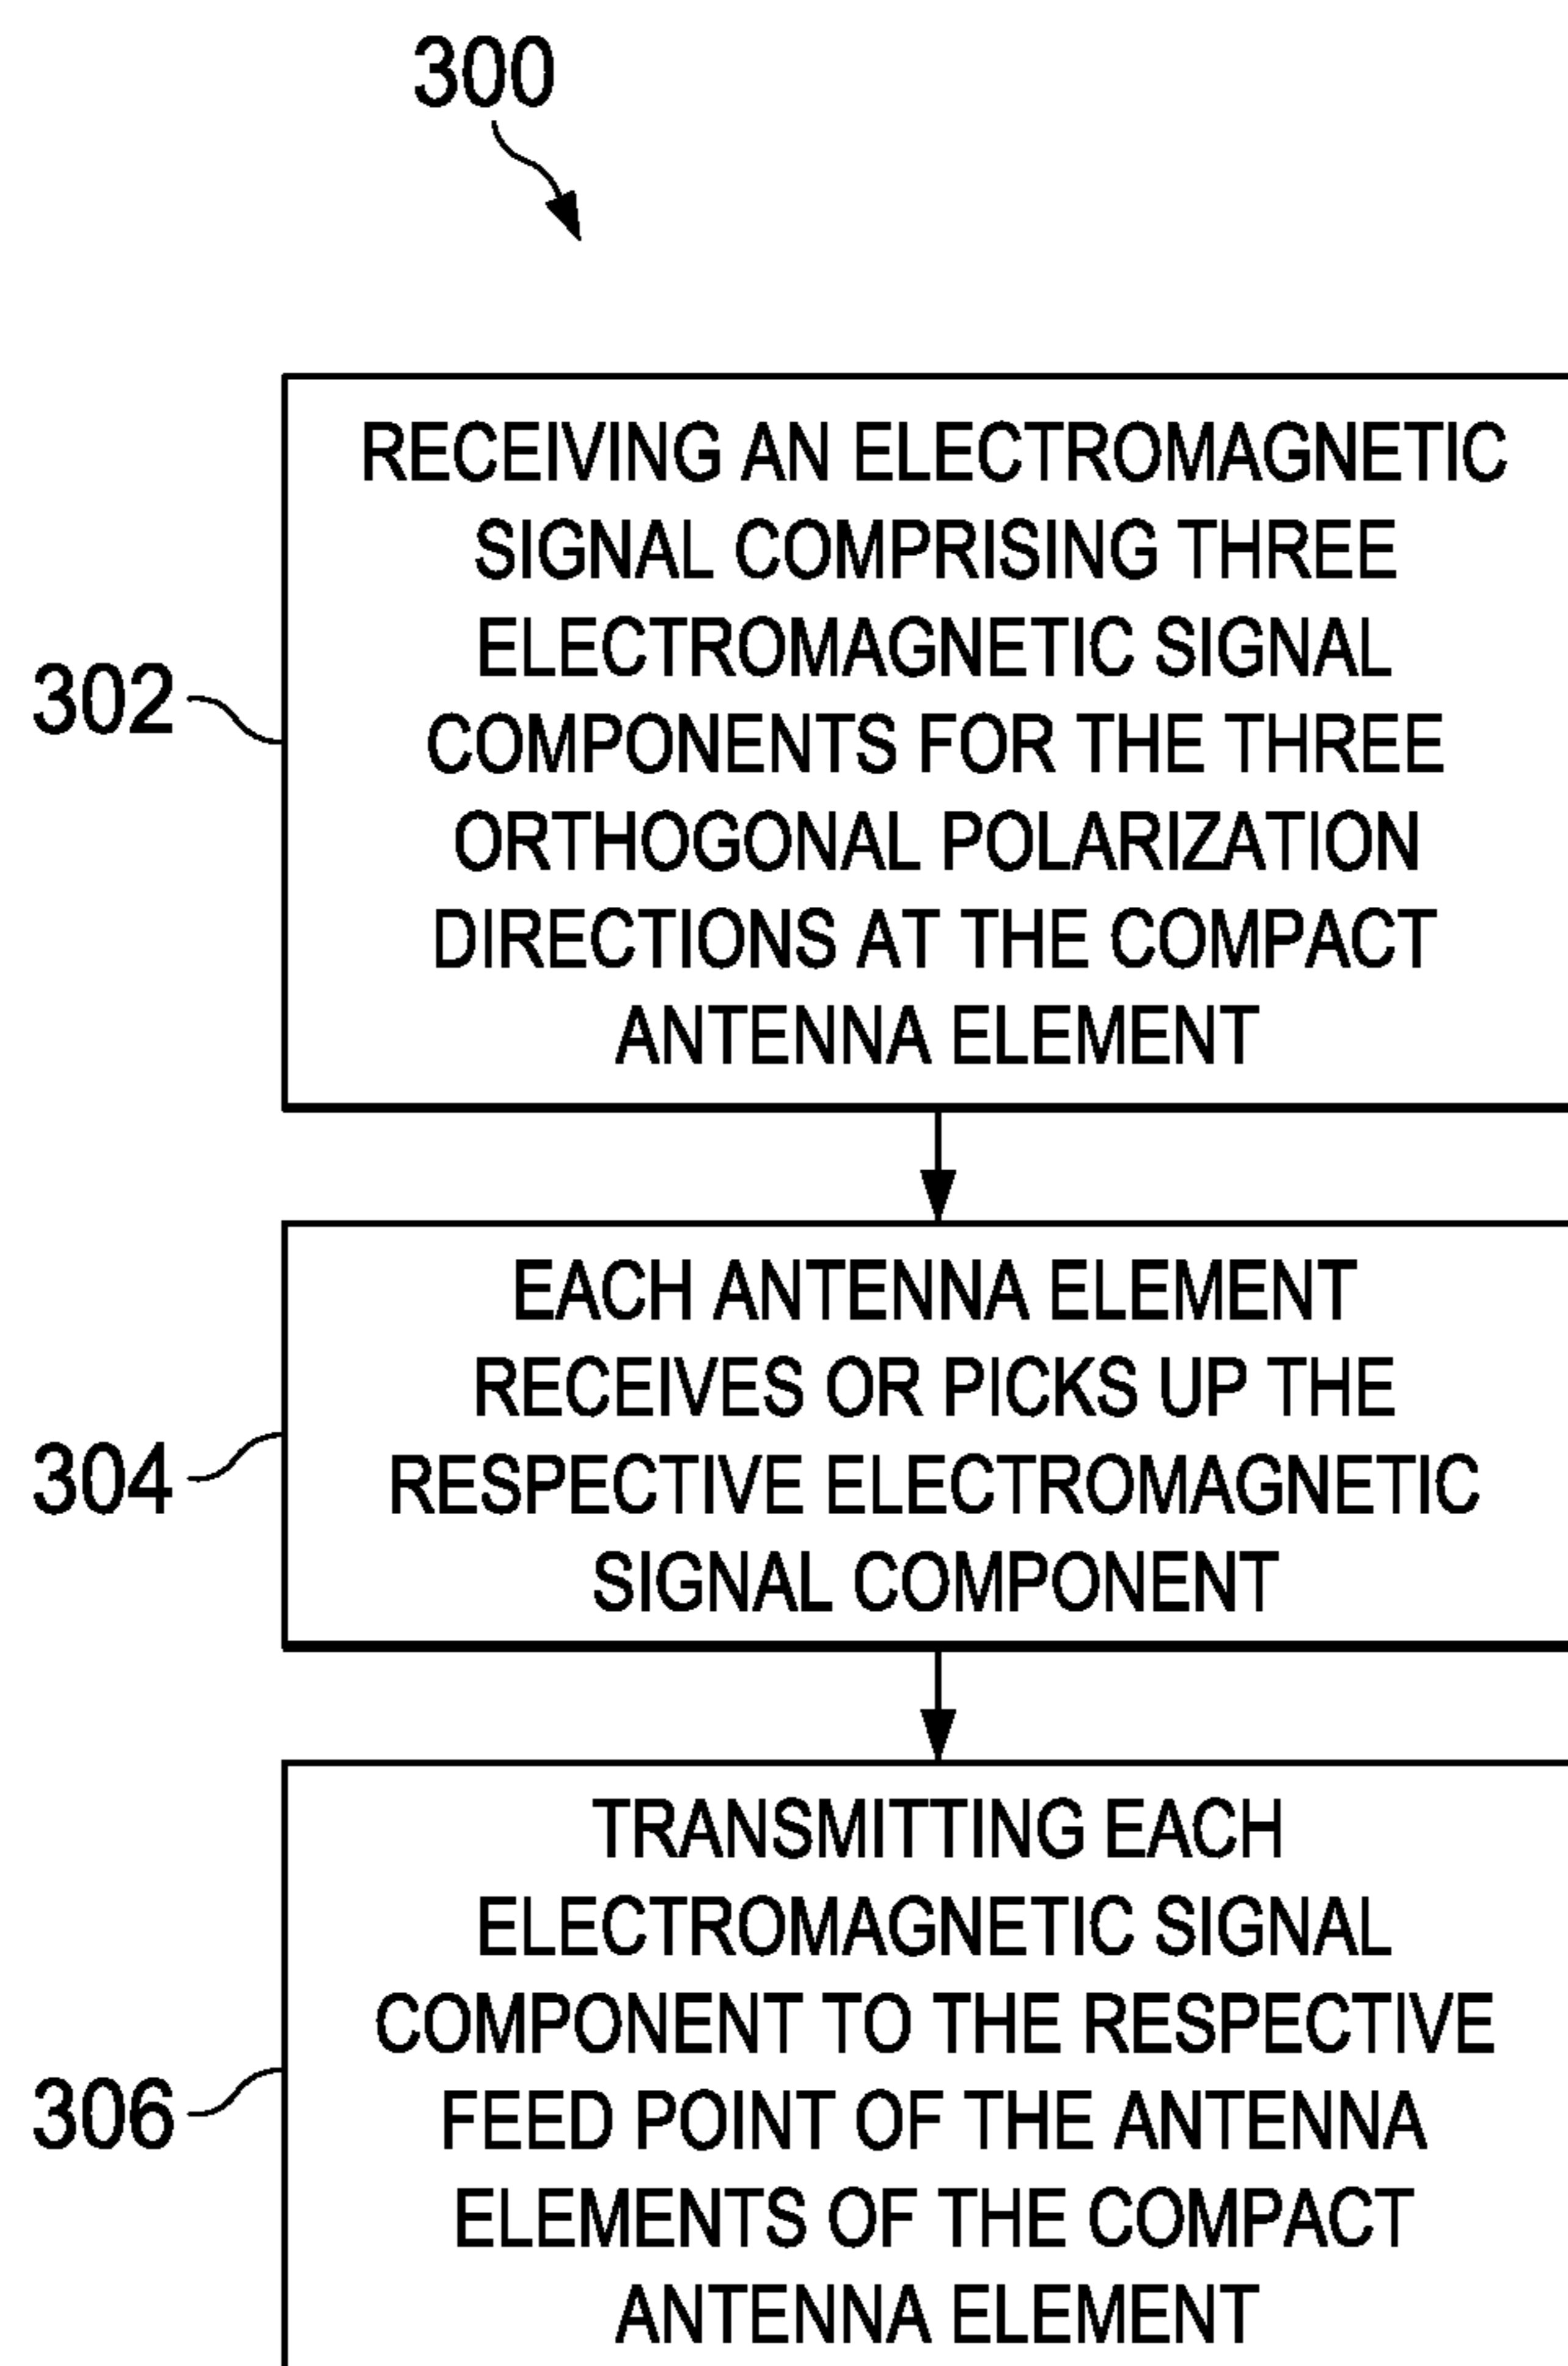 300
302
RECEIVING AN ELECTROMAGNETIC
SIGNAL COMPRISING THREE
ELECTROMAGNETIC SIGNAL
COMPONENTS FOR THE THREE
ORTHOGONAL POLARIZATION
DIRECTIONS AT THE COMPACT
ANTENNA ELEMENT
304
EACH ANTENNA ELEMENT
RECEIVES OR PICKS UP THE
RESPECTIVE ELECTROMAGNETIC
SIGNAL COMPONENT
306
TRANSMITTING EACH
ELECTROMAGNETIC SIGNAL
COMPONENT TO THE RESPECTIVE
FEED POINT OF THE ANTENNA
ELEMENTS OF THE COMPACT
ANTENNA ELEMENT